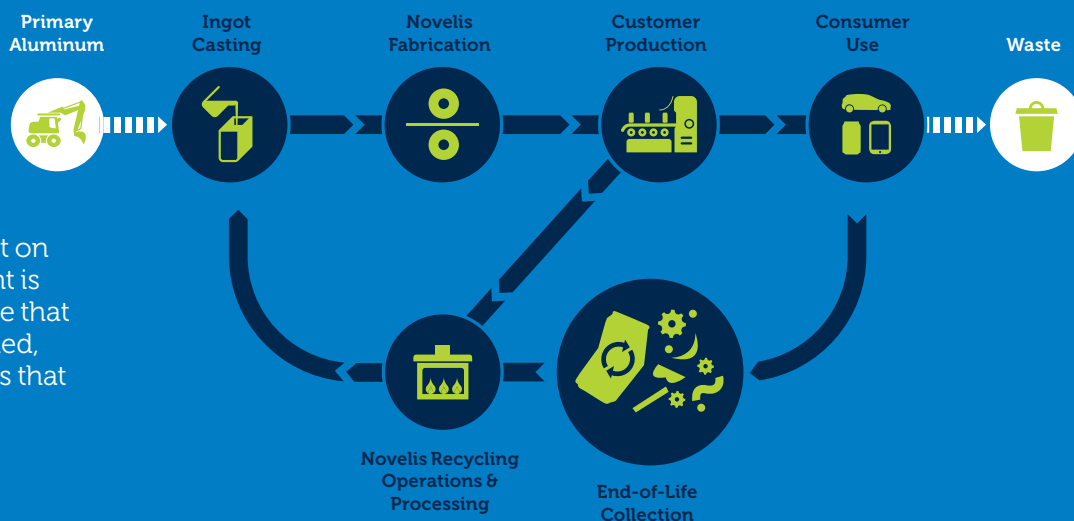 Primary
Aluminum
Ingot
Casting
Novelis
Fabrication
Customer
Production
Consumer
Use
Waste
t on
t is
e that
ed,
s that
Novelis Recycling
Operations &
Processing
End-of-Life
Collection